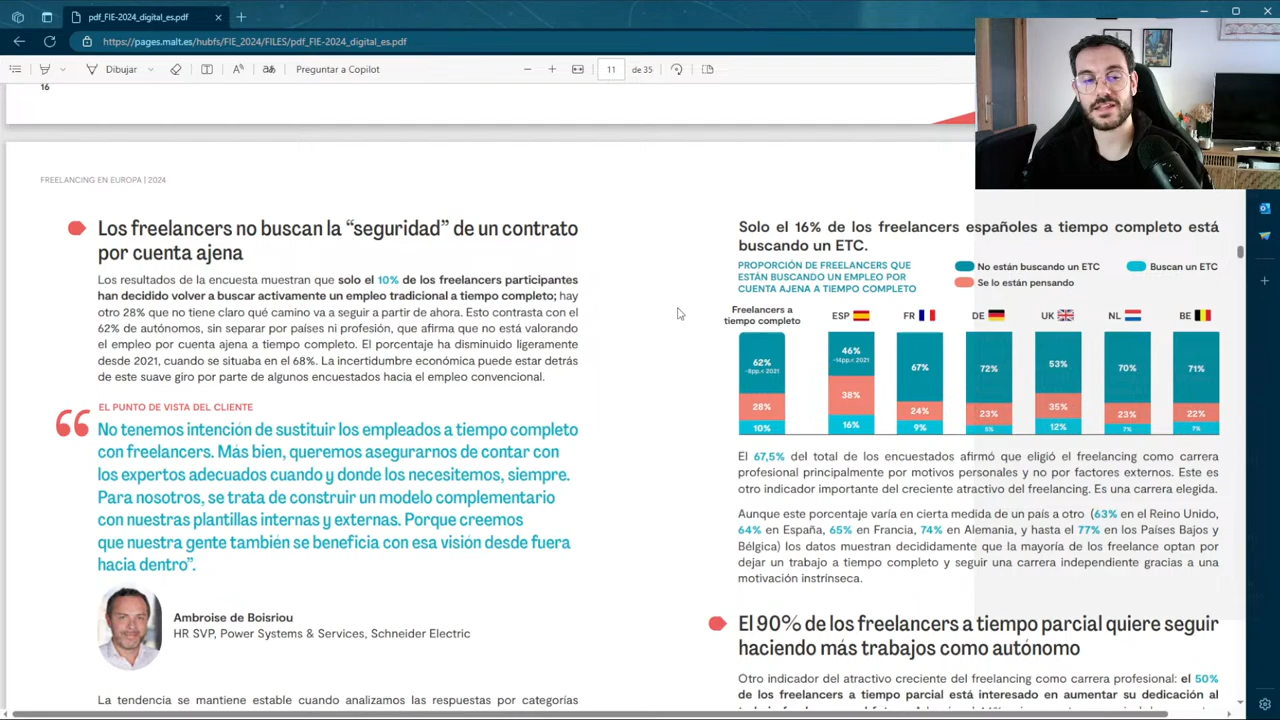 pdf_FIE-2024_digital_es.pdf
https://pages.malt.es/hubfs/FIE_2024/FILES/pdf_FIE-2024_digital_es.pdf
Dibujar
Preguntar a Copilot
11
de 35
16
FREELANCING EN EUROPA | 2024
Los freelancers no buscan la “seguridad” de un contrato
por cuenta ajena
Los resultados de la encuesta muestran que solo el 10% de los freelancers participantes
han decidido volver a buscar activamente un empleo tradicional a tiempo completo; hay
otro 28% que no tiene claro qué camino va a seguir a partir de ahora. Esto contrasta con el
62% de autónomos, sin separar por países ni profesión, que afirma que no está valorando
el empleo por cuenta ajena a tiempo completo. El porcentaje ha disminuido ligeramente
desde 2021, cuando se situaba en el 68%. La incertidumbre económica puede estar detrás
de este suave giro por parte de algunos encuestados hacia el empleo convencional.
EL PUNTO DE VISTA DEL CLIENTE
No tenemos intención de sustituir los empleados a tiempo completo
con freelancers. Más bien, queremos asegurarnos de contar con
los expertos adecuados cuando y donde los necesitemos, siempre.
Para nosotros, se trata de construir un modelo complementario
con nuestras plantillas internas y externas. Porque creemos
que nuestra gente también se beneficia con esa visión desde fuera
hacia dentro”.
Ambroise de Boisriou
HR SVP, Power Systems & Services, Schneider Electric
La tendencia se mantiene estable cuando analizamos las respuestas por categorías
Solo el 16% de los freelancers españoles a tiempo completo está
buscando un ETC.
PROPORCIÓN DE FREELANCERS QUE
ESTÁN BUSCANDO UN EMPLEO POR
CUENTA AJENA A TIEMPO COMPLETO
No están buscando un ETC
Buscan un ETC
Se lo están pensando
Freelancers a
tiempo completo
ESP
FR
DE
UK
NL
BE
62%
46%
-14pp.< 2021
67%
72%
53%
70%
71%
28%
38%
24%
23%
35%
23%
22%
10%
16%
9%
5%
12%
7%
7%
El 67,5% del total de los encuestados afirmó que eligió el freelancing como carrera
profesional principalmente por motivos personales y no por factores externos. Este es
otro indicador importante del creciente atractivo del freelancing. Es una carrera elegida.
Aunque este porcentaje varía en cierta medida de un país a otro (63% en el Reino Unido,
64% en España, 65% en Francia, 74% en Alemania, y hasta el 77% en los Países Bajos y
Bélgica) los datos muestran decididamente que la mayoría de los freelance optan por
dejar un trabajo a tiempo completo y seguir una carrera independiente gracias a una
motivación instrínseca.
El 90% de los freelancers a tiempo parcial quiere seguir
haciendo más trabajos como autónomo
Otro indicador del atractivo creciente del freelancing como carrera profesional: el 50%
de los freelancers a tiempo parcial está interesado en aumentar su dedicación al